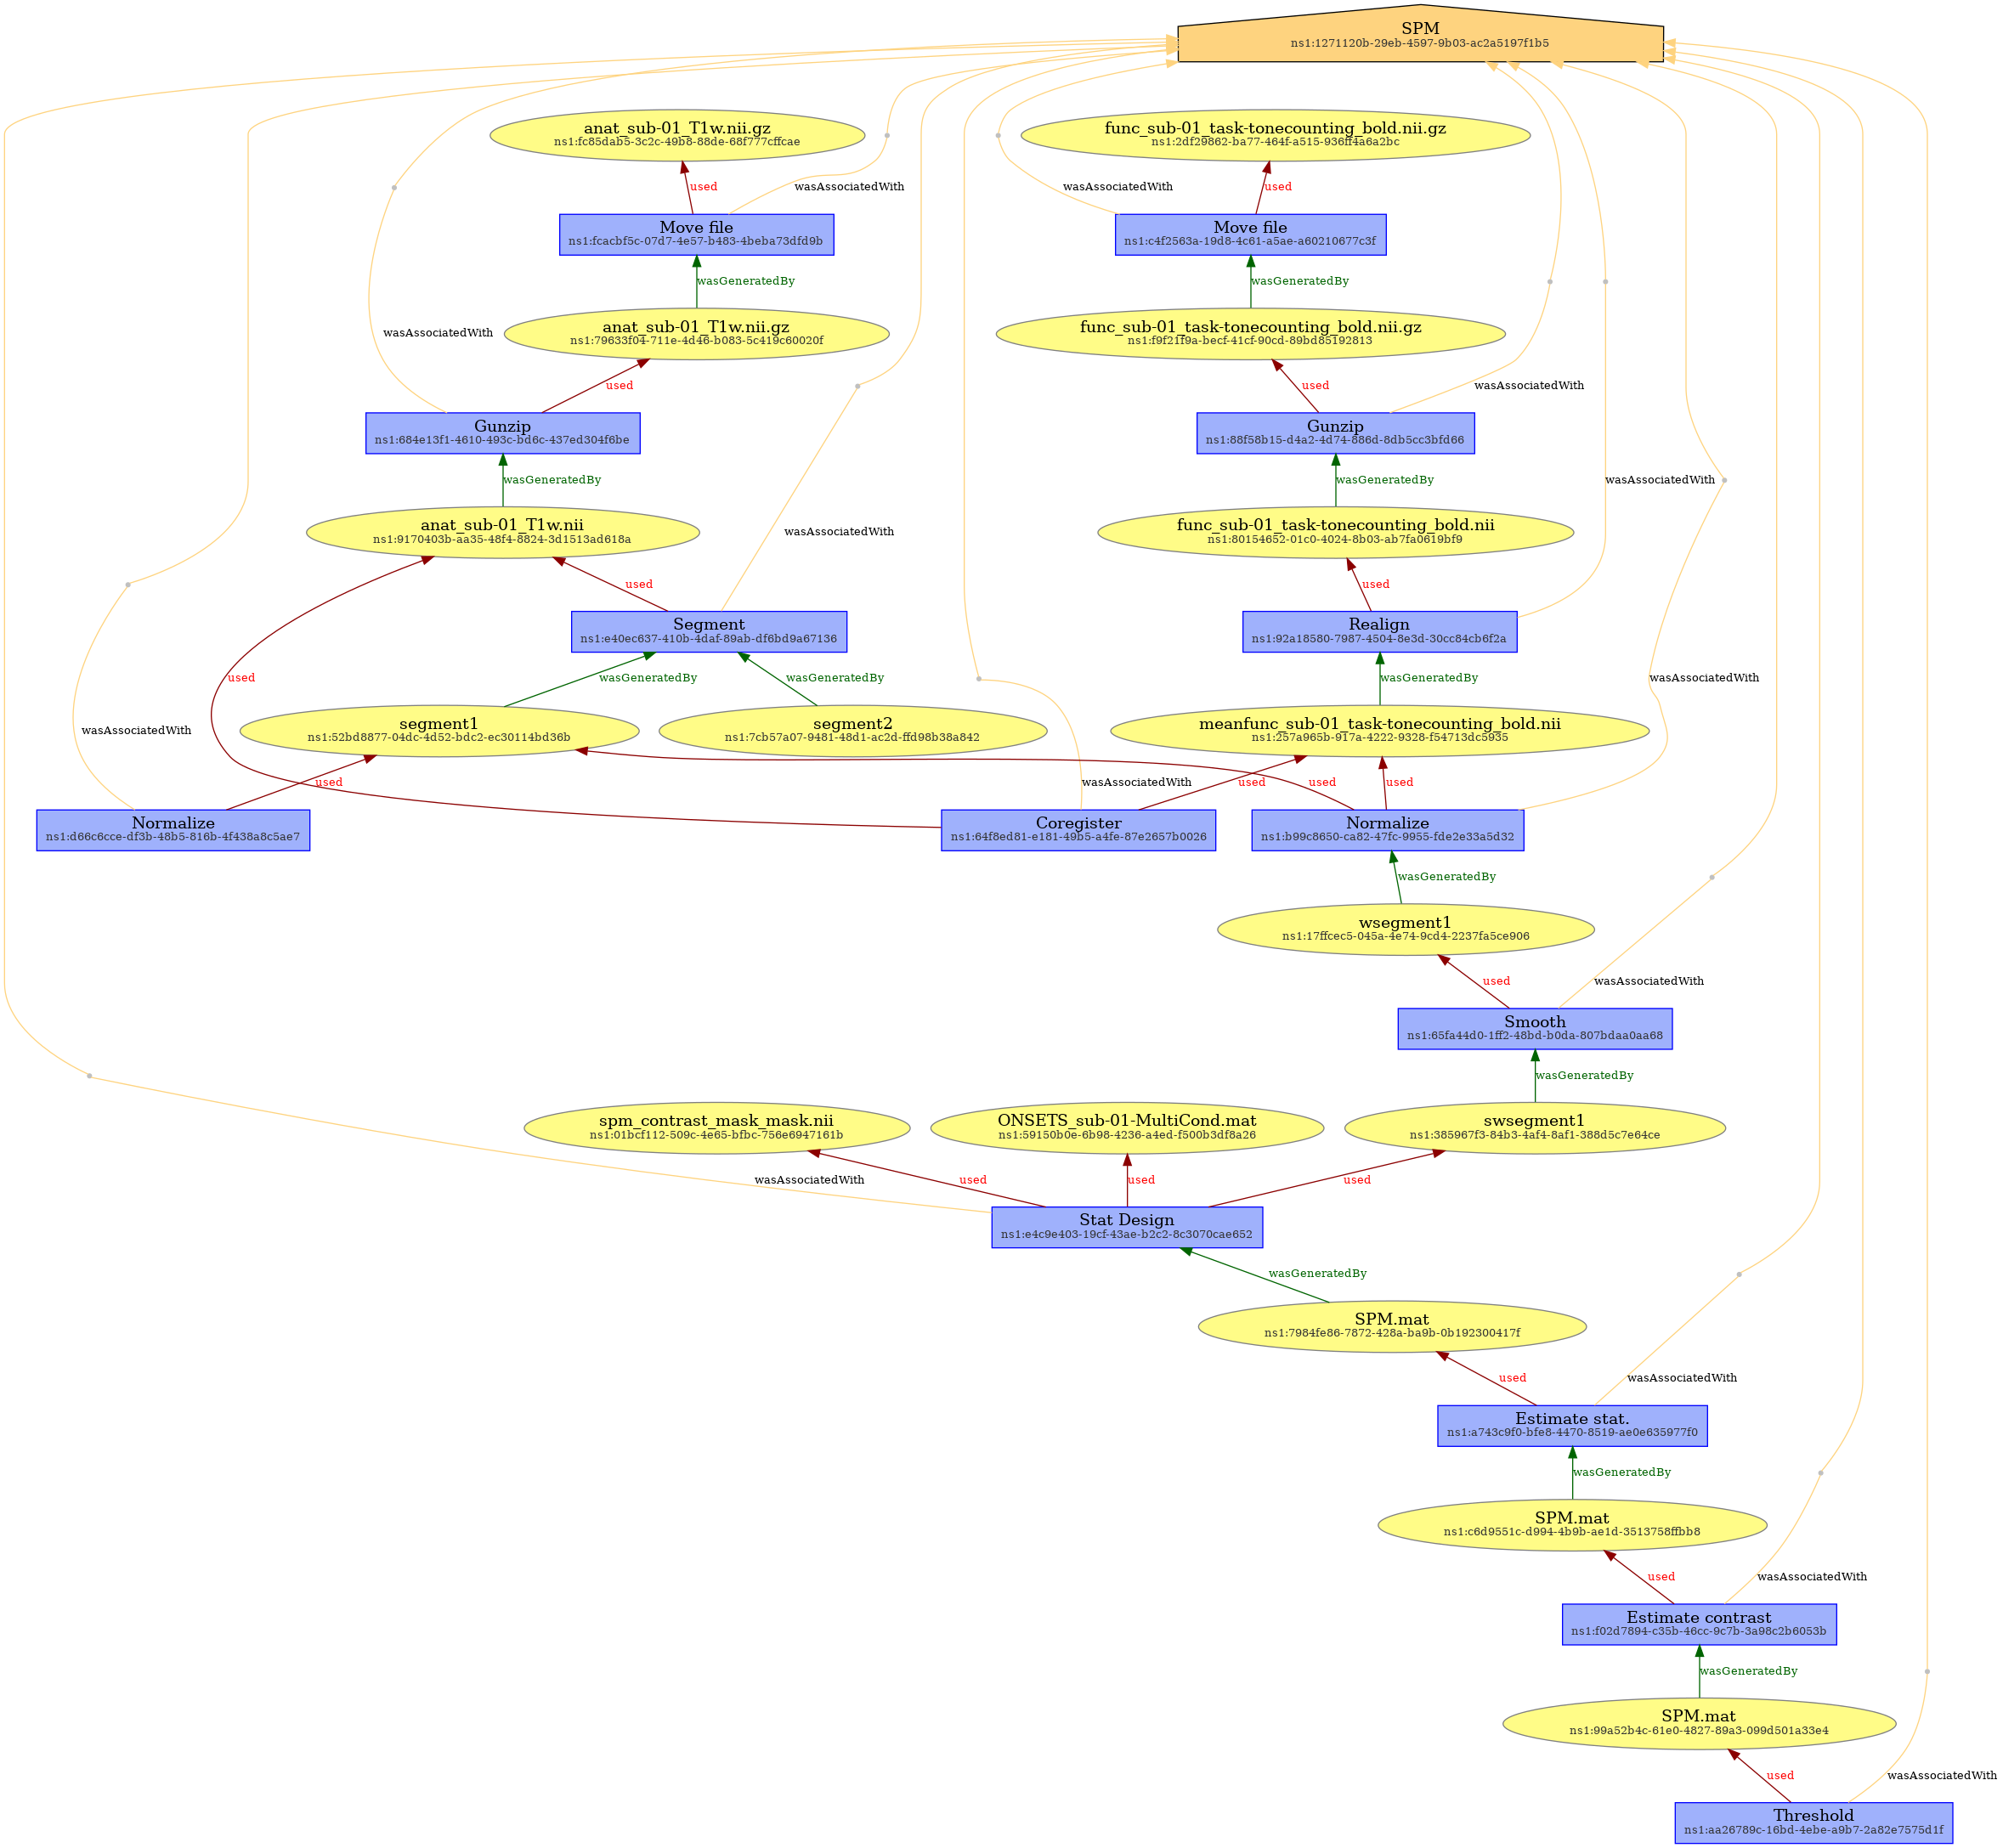 SPM
ns1:1271120b-29eb-4597-9b03-ac2a5197f1b5
anat_sub-01_T1w.nii.gz
ns1:fc85dab5-3c2c-49b8-88de-68f777cffcae
func_sub-01_task-tonecounting_bold.nii.gz
ns1:2df29862-ba77-464f-a515-936ff4a6a2bc
used
wasAssociatedWith
wasAssociatedWith
used
Move file
ns1:fcacbf5c-07d7-4e57-b483-4beba73dfd9b
Move file
ns1:c4f2563a-19d8-4c61-a5ae-a60210677c3f
wasGeneratedBy
wasGeneratedBy
wasAssociatedWith
anat_sub-01_T1w.nii.gz
ns1:79633f04-711e-4d46-b083-5c419c60020f
func_sub-01_task-tonecounting_bold.nii.gz
ns1:f9f21f9a-becf-41cf-90cd-89bd85192813
used
used
wasAssociatedWith
Gunzip
ns1:684e13f1-4610-493c-bd6c-437ed304f6be
Gunzip
ns1:88f58b15-d4a2-4d74-886d-8db5cc3bfd66
wasGeneratedBy
wasGeneratedBy
wasAssociatedWith
anat_sub-01_T1w.nii
ns1:9170403b-aa35-48f4-8824-3d1513ad618a
wasAssociatedWith
func_sub-01_task-tonecounting_bold.nii
ns1:80154652-01c0-4024-8b03-ab7fa0619bf9
used
used
Segment
ns1:e40ec637-410b-4daf-89ab-df6bd9a67136
Realign
ns1:92a18580-7987-4504-8e3d-30cc84cb6f2a
used
wasGeneratedBy
wasGeneratedBy
wasGeneratedBy
wasAssociatedWith
wasAssociatedWith
segment1
ns1:52bd8877-04dc-4d52-bdc2-ec30114bd36b
segment2
ns1:7cb57a07-9481-48d1-ac2d-ffd98b38a842
meanfunc_sub-01_task-tonecounting_bold.nii
ns1:257a965b-917a-4222-9328-f54713dc5935
used
wasAssociatedWith
used
used
used
Normalize
ns1:d66c6cce-df3b-48b5-816b-4f438a8c5ae7
Coregister
ns1:64f8ed81-e181-49b5-a4fe-87e2657b0026
Normalize
ns1:b99c8650-ca82-47fc-9955-fde2e33a5d32
wasGeneratedBy
wsegment1
ns1:17ffcec5-045a-4e74-9cd4-2237fa5ce906
used
wasAssociatedWith
Smooth
ns1:65fa44d0-1ff2-48bd-b0da-807bdaa0aa68
wasGeneratedBy
spm_contrast_mask_mask.nii
ns1:01bcf112-509c-4e65-bfbc-756e6947161b
ONSETS_sub-01-MultiCond.mat
ns1:59150b0e-6b98-4236-a4ed-f500b3df8a26
swsegment1
ns1:385967f3-84b3-4af4-8af1-388d5c7e64ce
wasAssociatedWith
used
used
used
Stat Design
ns1:e4c9e403-19cf-43ae-b2c2-8c3070cae652
wasGeneratedBy
SPM.mat
ns1:7984fe86-7872-428a-ba9b-0b192300417f
used
wasAssociatedWith
Estimate stat.
ns1:a743c9f0-bfe8-4470-8519-ae0e635977f0
wasGeneratedBy
SPM.mat
ns1:c6d9551c-d994-4b9b-ae1d-3513758ffbb8
used
wasAssociatedWith
Estimate contrast
ns1:f02d7894-c35b-46cc-9c7b-3a98c2b6053b
wasGeneratedBy
SPM.mat
ns1:99a52b4c-61e0-4827-89a3-099d501a33e4
used
wasAssociatedWith
Threshold
ns1:aa26789c-16bd-4ebe-a9b7-2a82e7575d1f